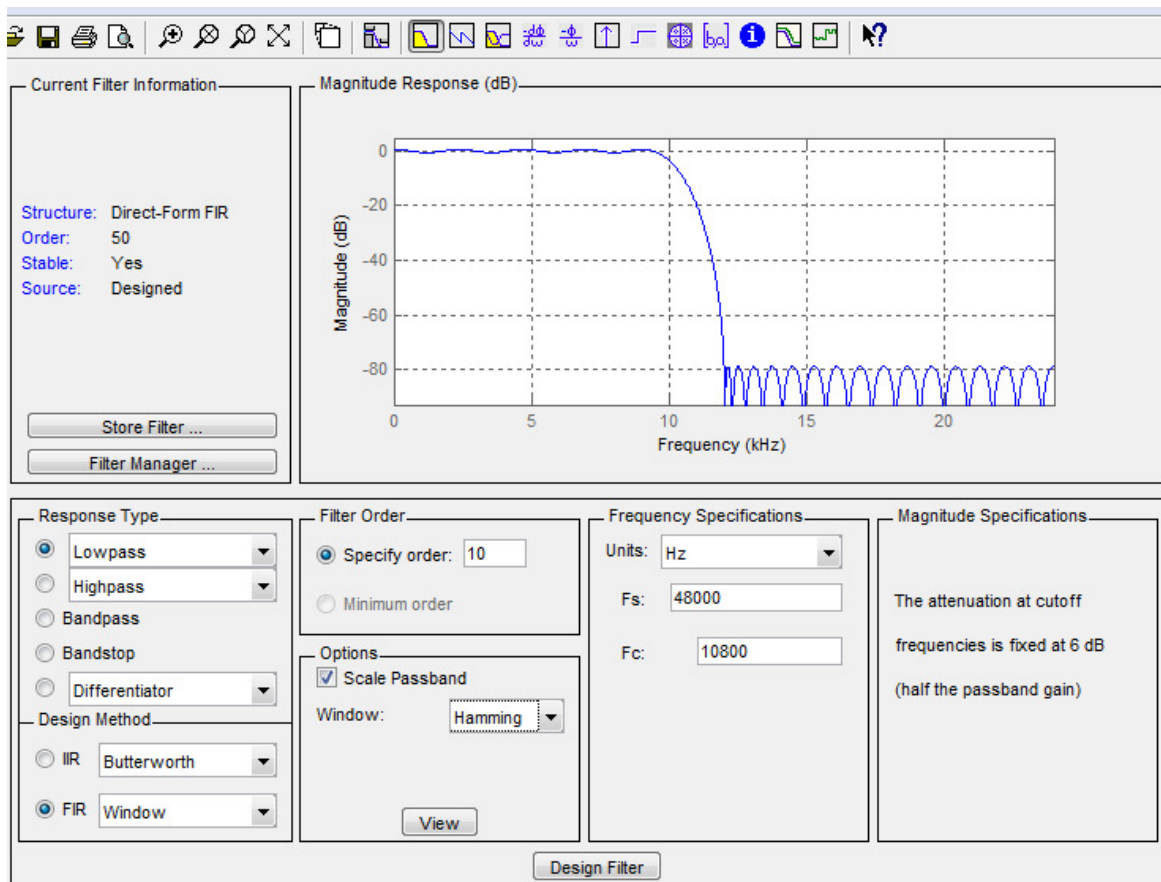 [b,a]
i
?
Current Filter Information
Structure: Direct-Form FIR
Order: 50
Stable: Yes
Source: Designed
Store Filter ...
Filter Manager ...
Magnitude Response (dB)
0
-20
-40
-60
-80
Magnitude (dB)
0 5 10 15 20
Frequency (kHz)
Response Type
Lowpass
Highpass
Bandpass
Bandstop
Differentiator
Design Method
IIR Butterworth
FIR Window
Filter Order
Specify order: 10
Minimum order
Options
Scale Passband
Window: Hamming
View
Frequency Specifications
Units: Hz
Fs: 48000
Fc: 10800
Magnitude Specifications
The attenuation at cutoff
frequencies is fixed at 6 dB
(half the passband gain)
Design Filter